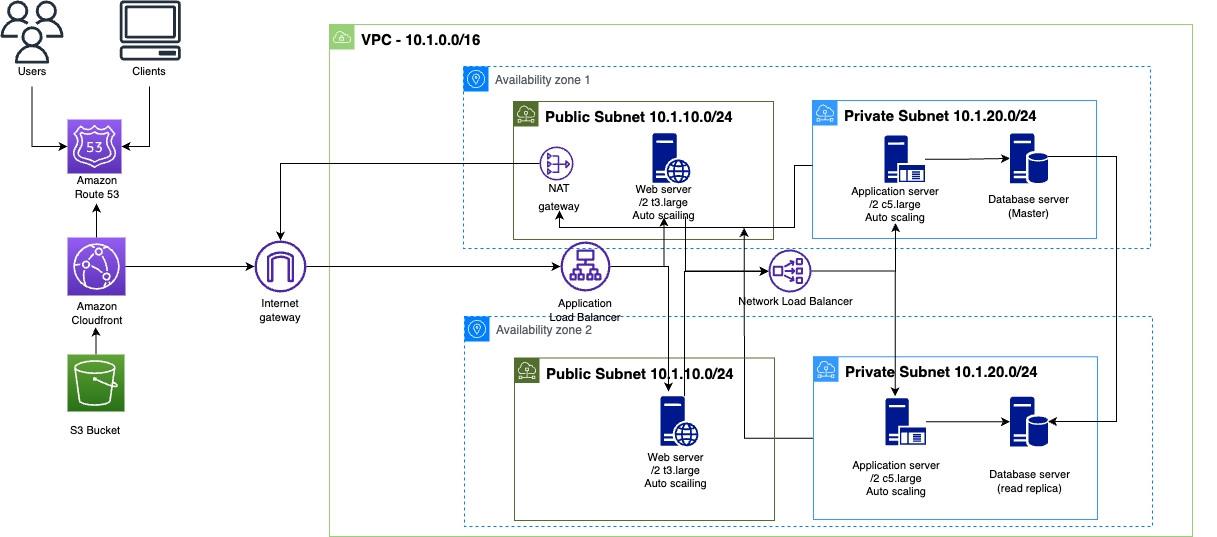 Users
Clients
53
Amazon
Route 53
Amazon
Cloudfront
S3 Bucket
Internet
gateway
VPC - 10.1.0.0/16
Availability zone 1
Public Subnet 10.1.10.0/24
NAT
gateway
Web server
/2 t3.large
Auto scailing
Private Subnet 10.1.20.0/24
Application server
/2 c5.large
Auto scaling
Database server
(Master)
Application
Load Balancer
Network Load Balancer
Availability zone 2
Public Subnet 10.1.10.0/24
Web server
/2 t3.large
Auto scailing
Private Subnet 10.1.20.0/24
Application server
/2 c5.large
Auto scaling
Database server
(read replica)